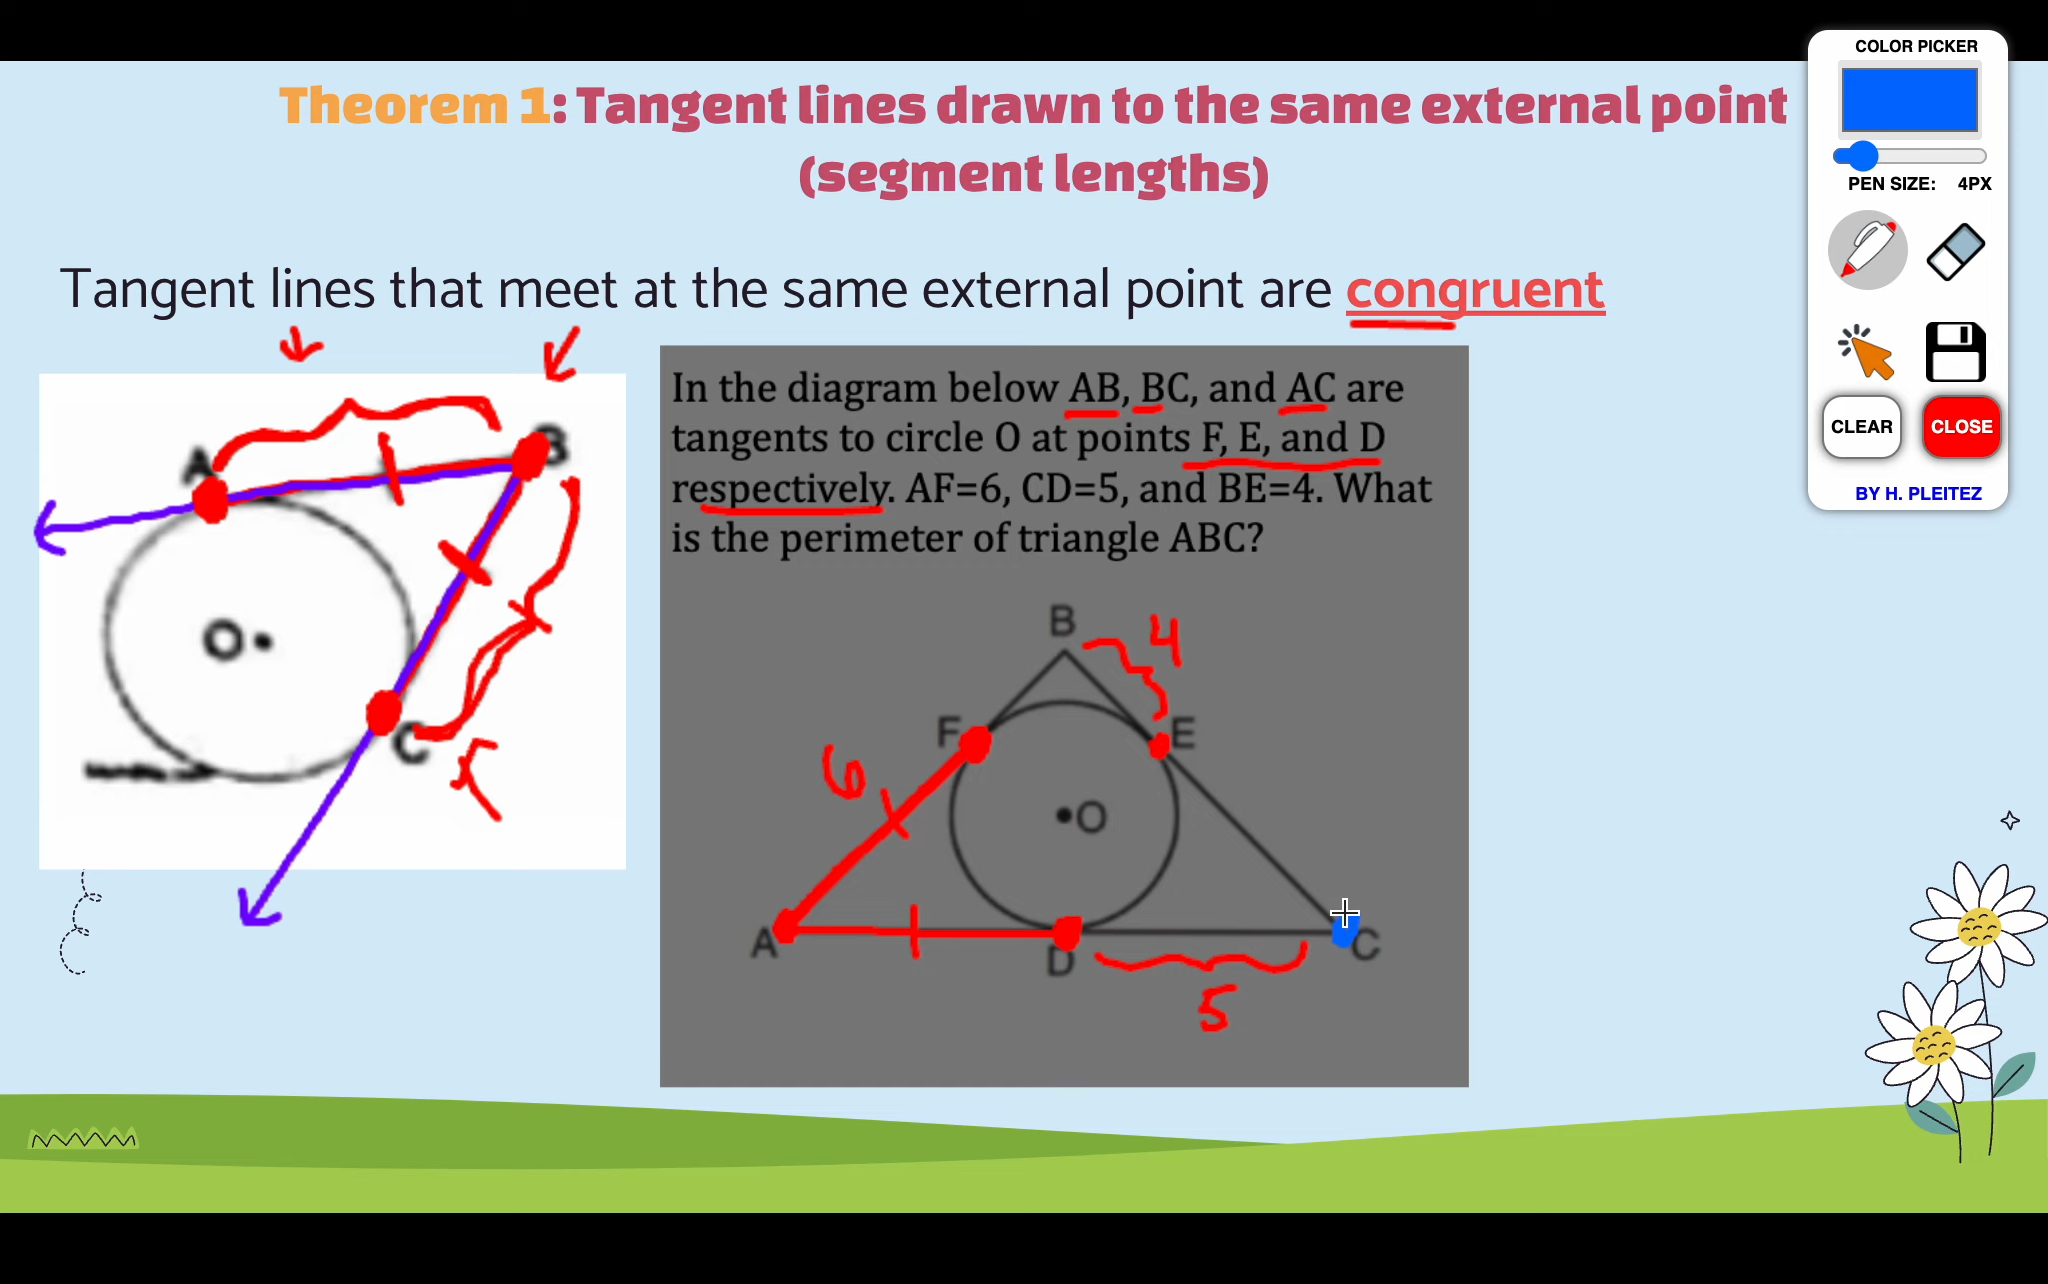 Theorem 1: Tangent lines drawn to the same external point
(segment lengths)
Tangent lines that meet at the same external point are congruent
A
B
O
C
In the diagram below AB, BC, and AC are
tangents to circle O at points F, E, and D
respectively. AF=6, CD=5, and BE=4. What
is the perimeter of triangle ABC?
B
4
F
E
6
O
A
D
C
5
COLOR PICKER
PEN SIZE: 4PX
CLEAR
CLOSE
BY H. PLEITEZ